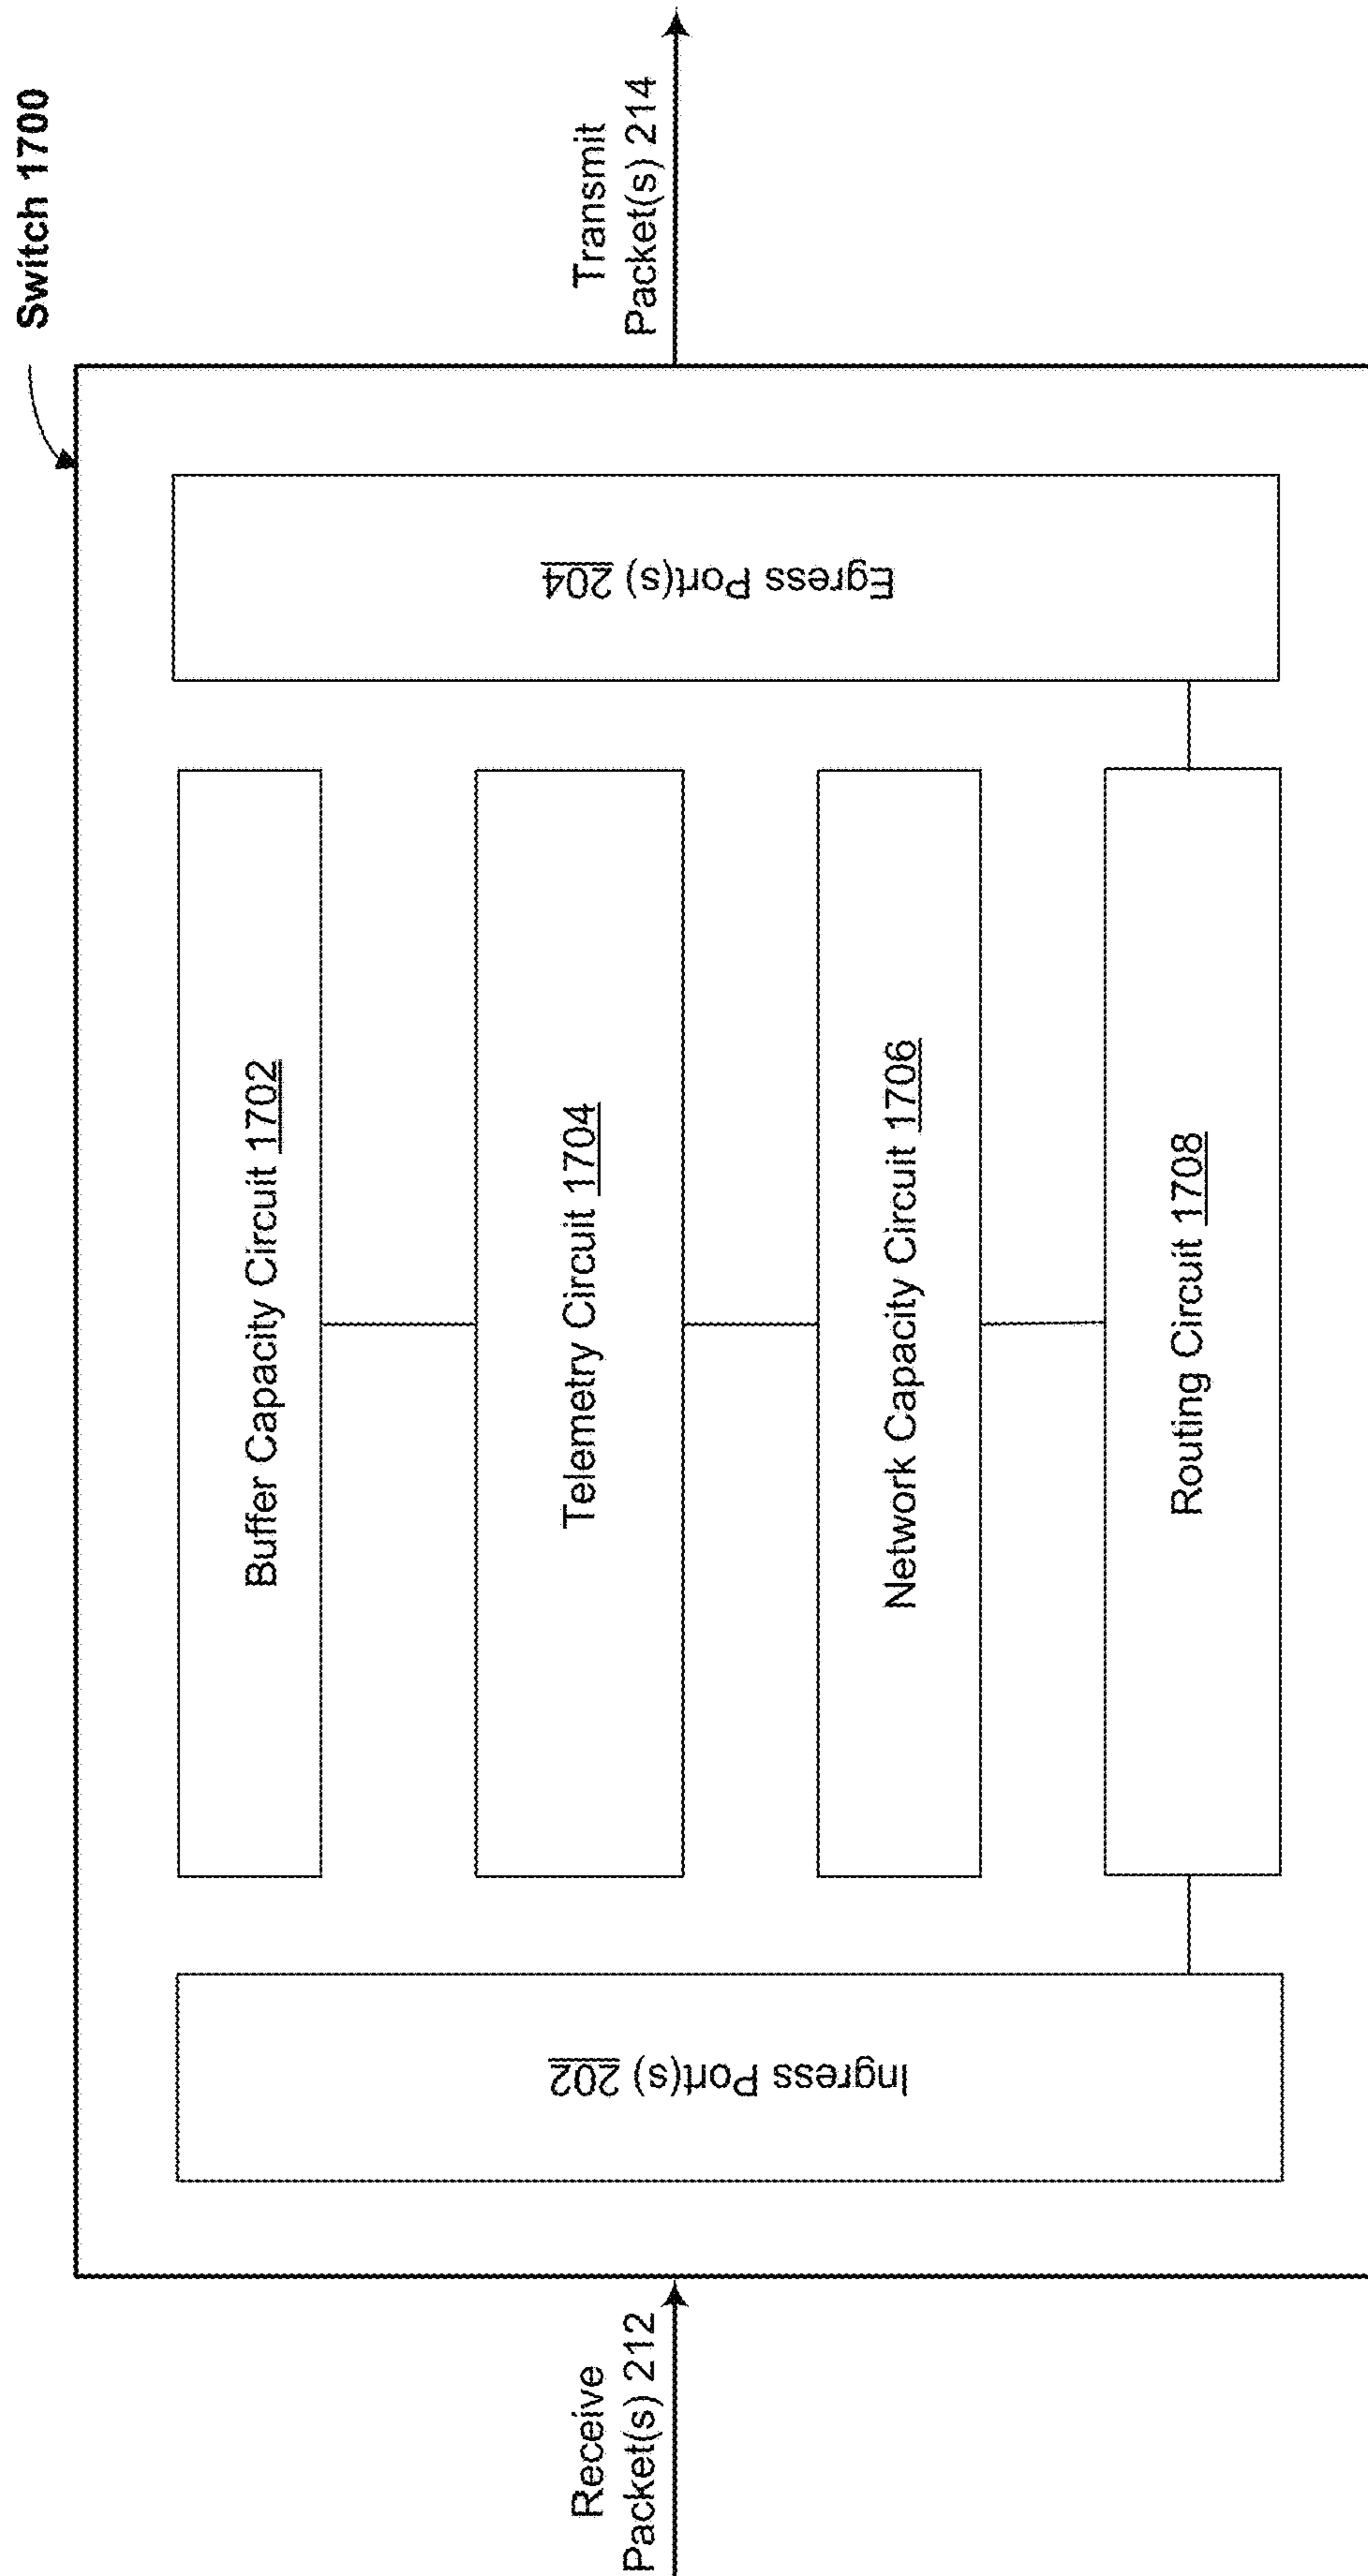 Switch 1700
Receive
Packet(s) 212
Ingress Port(s) 202
Buffer Capacity Circuit 1702
Telemetry Circuit 1704
Network Capacity Circuit 1706
Routing Circuit 1708
Egress Port(s) 204
Transmit
Packet(s) 214